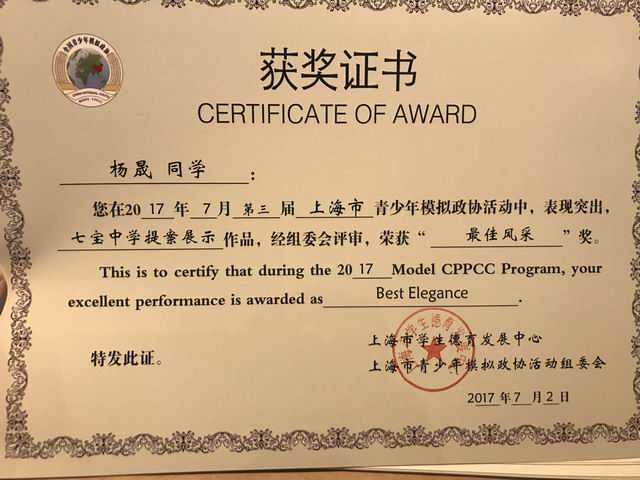 获奖证书
CERTIFICATE OF AWARD
杨晟 同学：
您在2017年7月第三届上海市青少年模拟政协活动中，表现突出，
七宝中学提案展示作品，经组委会评审，荣获“最佳风采”奖。
This is to certify that during the 2017 Model CPPCC Program, your
excellent performance is awarded as Best Elegance.
上海市学生德育发展中心
特发此证。
上海市青少年模拟政协活动组委会
2017年7月2日